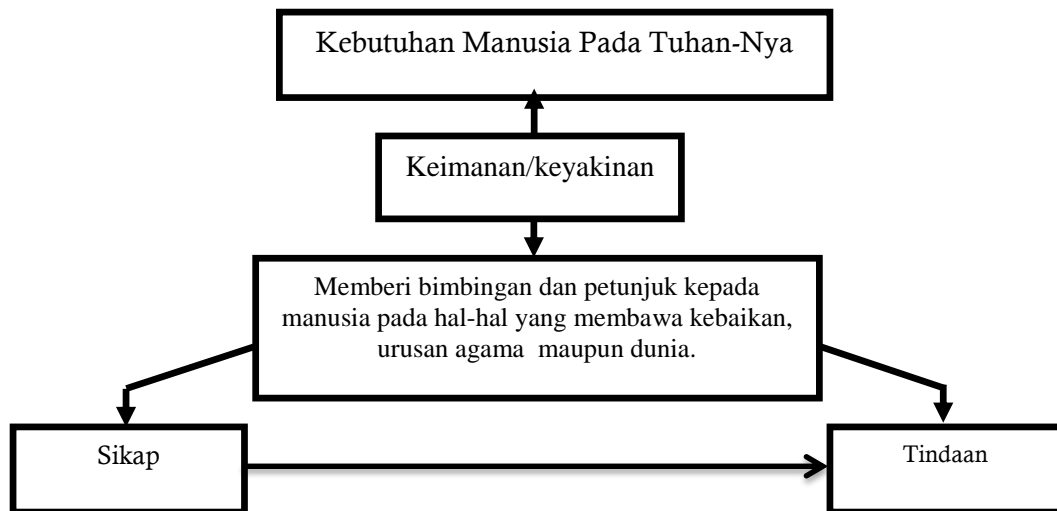 Kebutuhan Manusia Pada Tuhan-Nya
Keimanan/keyakinan
Memberi bimbingan dan petunjuk kepada
manusia pada hal-hal yang membawa kebaikan,
urusan agama maupun dunia.
Sikap
Tindaan